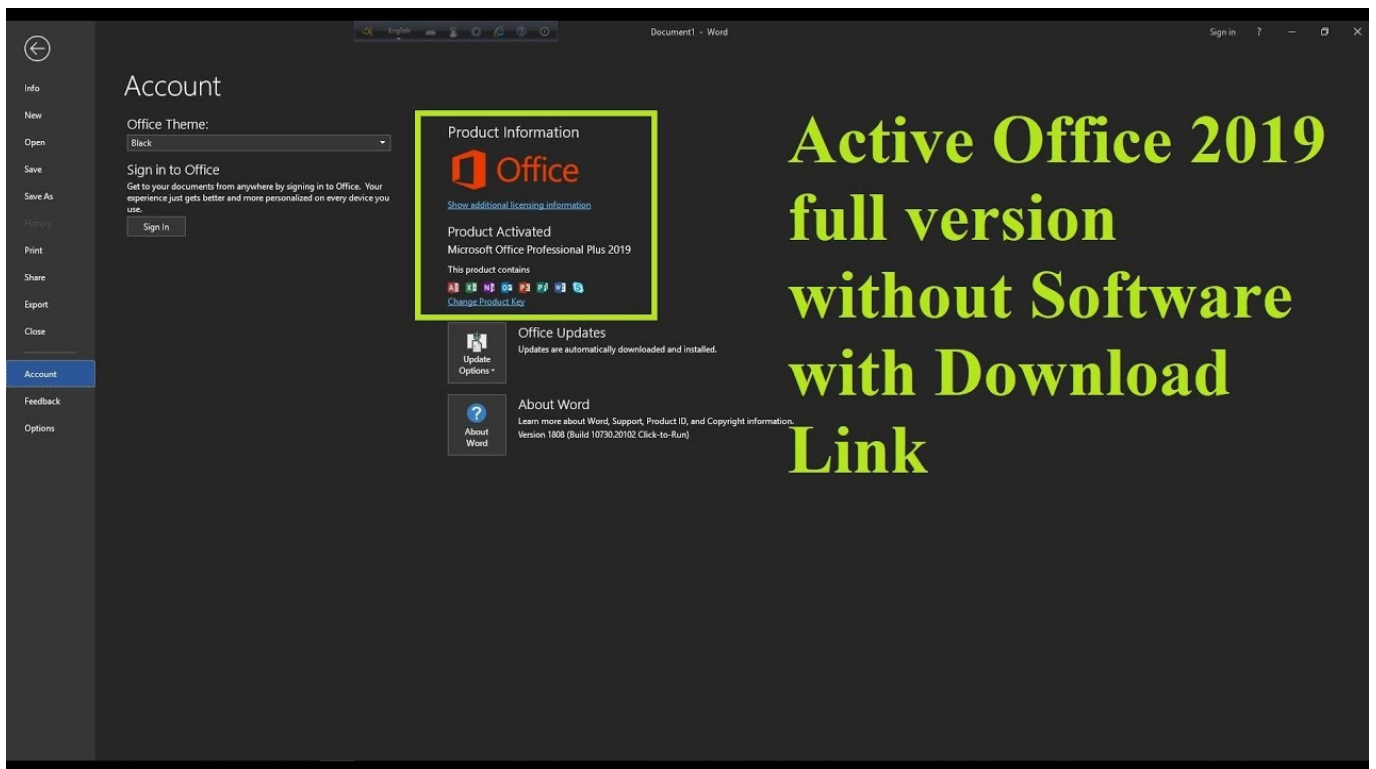 English
Document1 - Word
Sign in ?
Info
New
Open
Save
Save As
History
Print
Share
Export
Close
Account
Feedback
Options
Account
Office Theme:
Black
Sign in to Office
Get to your documents from anywhere by signing in to Office. Your
experience just gets better and more personalized on every device you
use.
Sign In
Product Information
Office
Show additional licensing information
Product Activated
Microsoft Office Professional Plus 2019
This product contains
Change Product Key
Update
Options
Office Updates
Updates are automatically downloaded and installed.
About
Word
About Word
Learn more about Word, Support, Product ID, and Copyright information.
Version 1808 (Build 10730.20102 Click-to-Run)
Active Office 2019
full version
without Software
with Download
Link